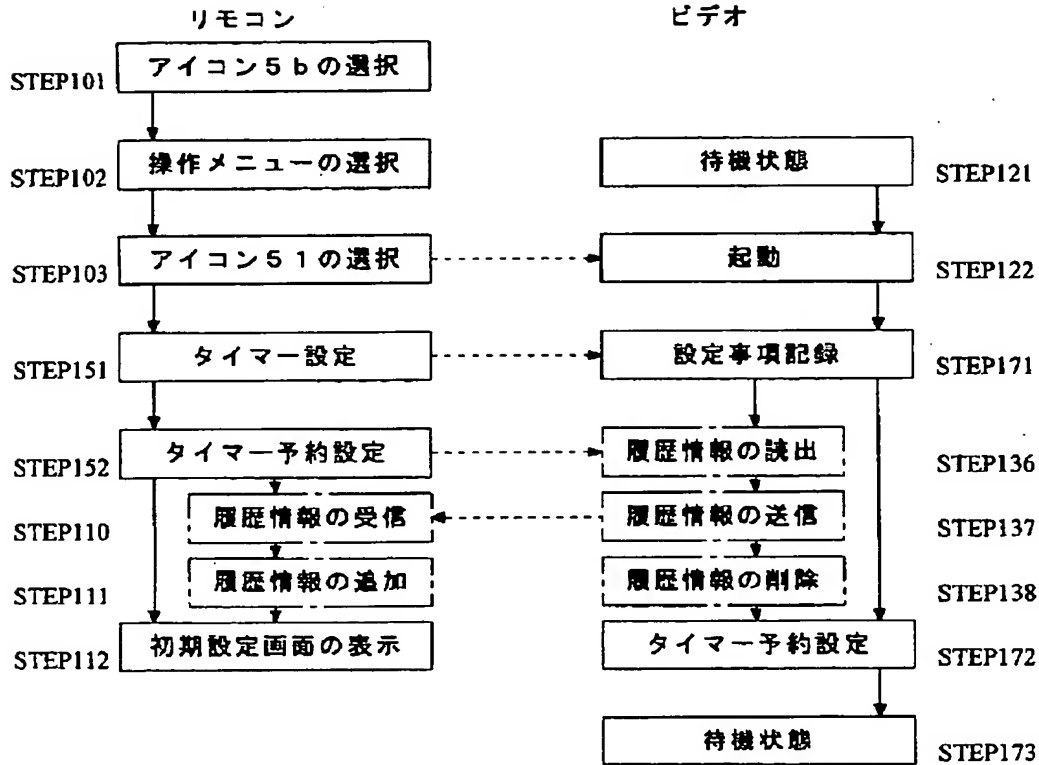 リモコン
ビデオ
STEP101
アイコン5bの選択
STEP102
操作メニューの選択
待機状態
STEP121
STEP103
アイコン51の選択
起動
STEP122
STEP151
タイマー設定
設定事項記録
STEP171
STEP152
タイマー予約設定
履歴情報の読出
STEP136
STEP110
履歴情報の受信
履歴情報の送信
STEP137
STEP111
履歴情報の追加
履歴情報の削除
STEP138
STEP112
初期設定画面の表示
タイマー予約設定
STEP172
待機状態
STEP173